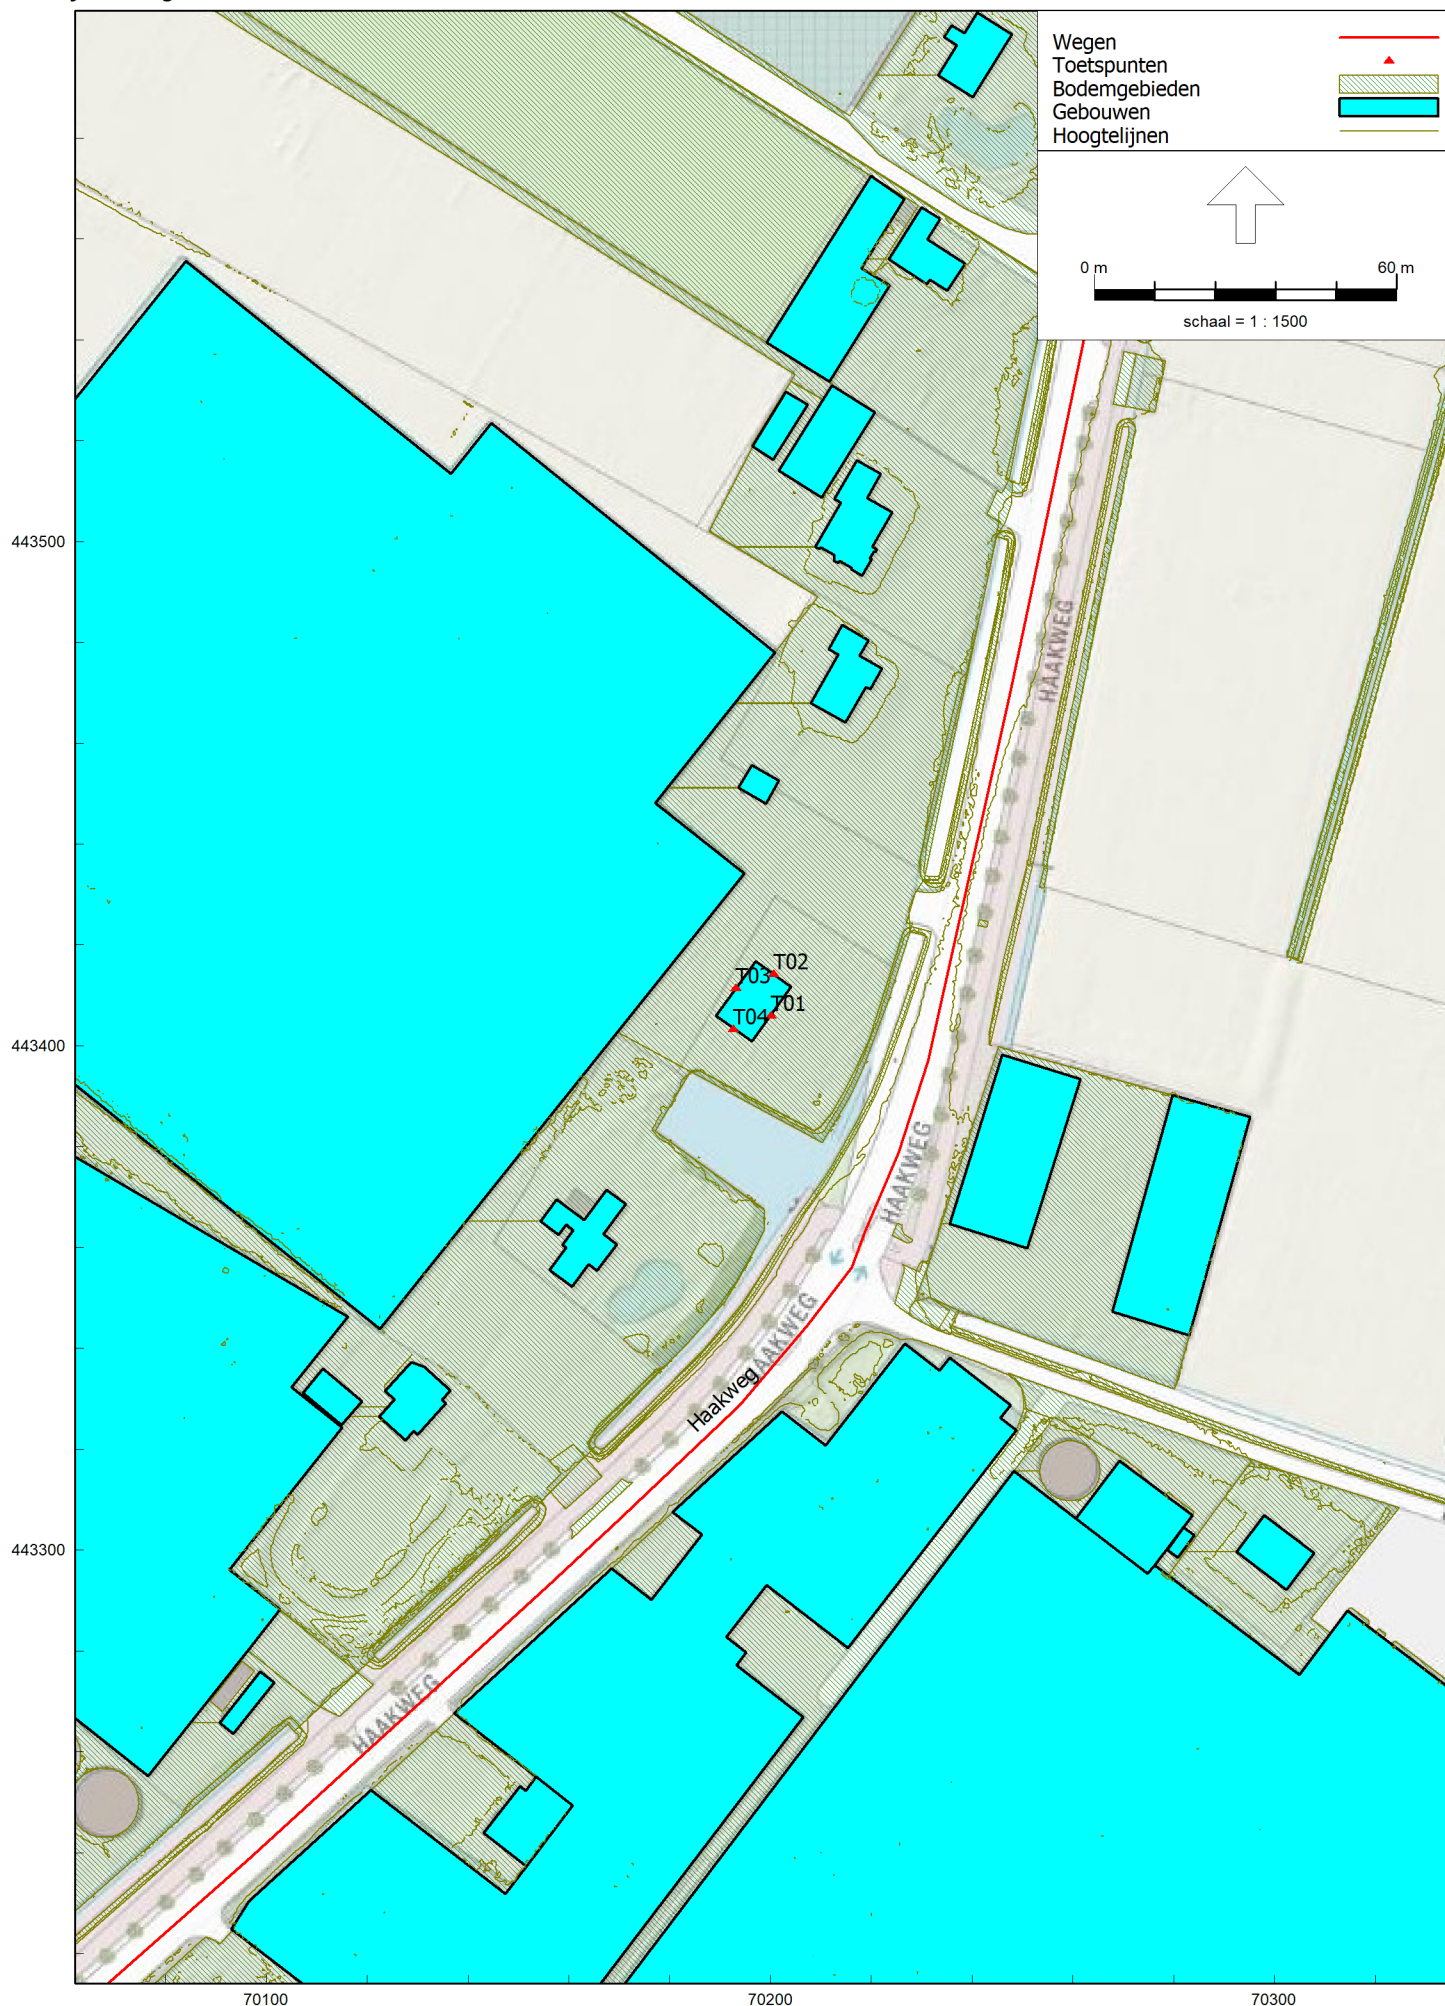 Wegen
Toetspunten
Bodemgebieden
Gebouwen
Hoogtelijnen
0 m 60 m
schaal = 1 : 1500
443500
HAAKWEG
T02
T03
T01
T04
443400
HAAKWEG
HAAKWEG
Haakweg
443300
HAAKWEG
70100 70200 70300